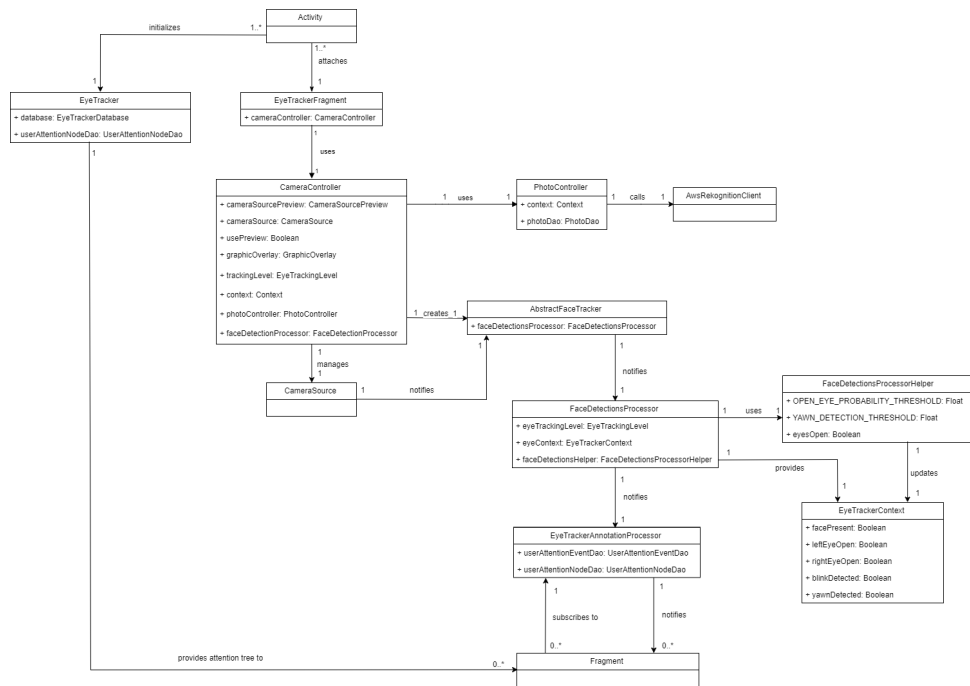 Activity
initializes
1..*
1..*
attaches
1
1
EyeTracker
+ database: EyeTrackerDatabase
+ userAttentionNodeDao: UserAttentionNodeDao
1
EyeTrackerFragment
+ cameraController: CameraController
1
uses
1
CameraController
+ cameraSourcePreview: CameraSourcePreview
+ cameraSource: CameraSource
+ usePreview: Boolean
+ graphicOverlay: GraphicOverlay
+ trackingLevel: EyeTrackingLevel
+ context: Context
+ photoController: PhotoController
+ faceDetectionProcessor: FaceDetectionProcessor
1 uses 1
PhotoController
+ context: Context
+ photoDao: PhotoDao
1 calls 1
AwsRekognitionClient
1 creates 1
AbstractFaceTracker
+ faceDetectionsProcessor: FaceDetectionsProcessor
1
manages
1
CameraSource
1 notifies 1
1
notifies
1
FaceDetectionsProcessor
+ eyeTrackingLevel: EyeTrackingLevel
+ eyeContext: EyeTrackerContext
+ faceDetectionsHelper: FaceDetectionsProcessorHelper
1 uses 1
FaceDetectionsProcessorHelper
+ OPEN_EYE_PROBABILITY_THRESHOLD: Float
+ YAWN_DETECTION_THRESHOLD: Float
+ eyesOpen: Boolean
1
provides
1
1
updates
1
EyeTrackerContext
+ facePresent: Boolean
+ leftEyeOpen: Boolean
+ rightEyeOpen: Boolean
+ blinkDetected: Boolean
+ yawnDetected: Boolean
1
notifies
1
EyeTrackerAnnotationProcessor
+ userAttentionEventDao: UserAttentionEventDao
+ userAttentionNodeDao: UserAttentionNodeDao
1
subscribes to
0..*
1
notifies
0..*
provides attention tree to
0..*
Fragment